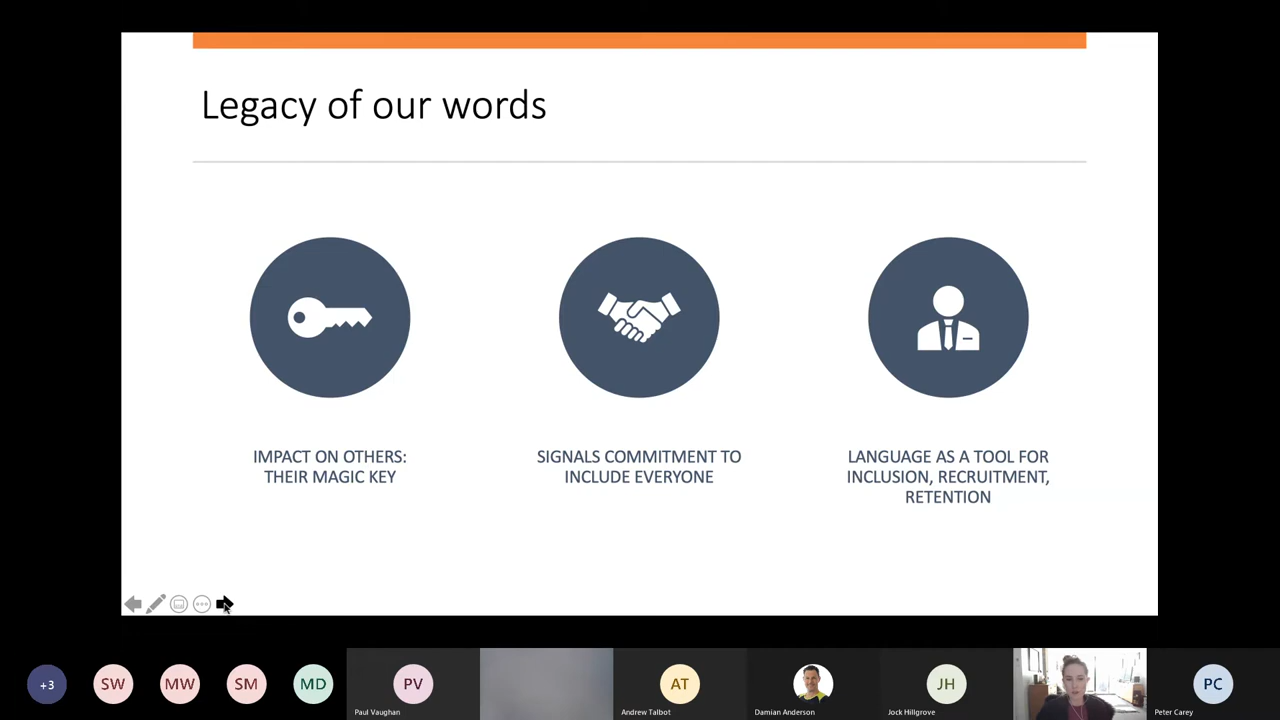 Legacy of our words
IMPACT ON OTHERS:
THEIR MAGIC KEY
SIGNALS COMMITMENT TO
INCLUDE EVERYONE
LANGUAGE AS A TOOL FOR
INCLUSION, RECRUITMENT,
RETENTION
+3
SW
MW
SM
MD
PV
Paul Vaughan
AT
Andrew Talbot
Damian Anderson
JH
Jock Hillgrove
PC
Peter Carey